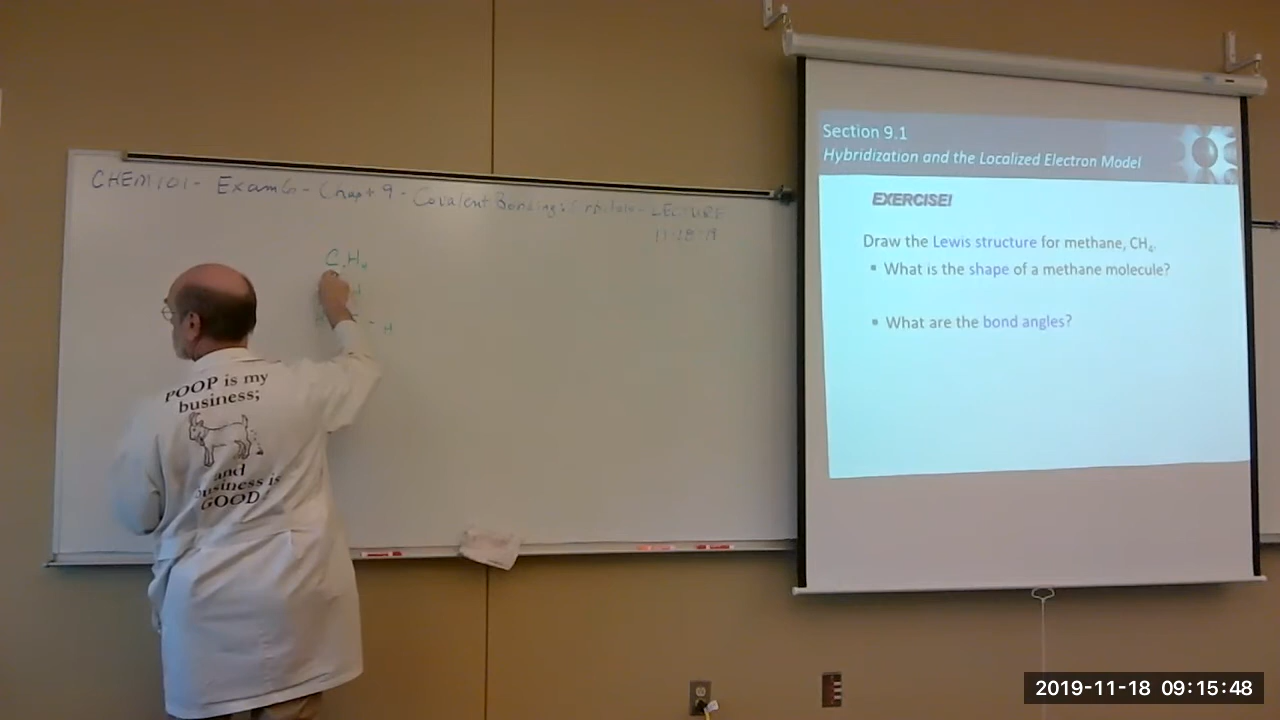 CHEM 101 - Exam 6 - Chapt 9 - Covalent Bonding: Orbitals - LECTURE
11-18-19
CH₄
H
H
POOP is my
business;
and
business is
GOOD
Section 9.1
Hybridization and the Localized Electron Model
EXERCISE!
Draw the Lewis structure for methane, CH₄.
▪ What is the shape of a methane molecule?
▪ What are the bond angles?
2019-11-18 09:15:48